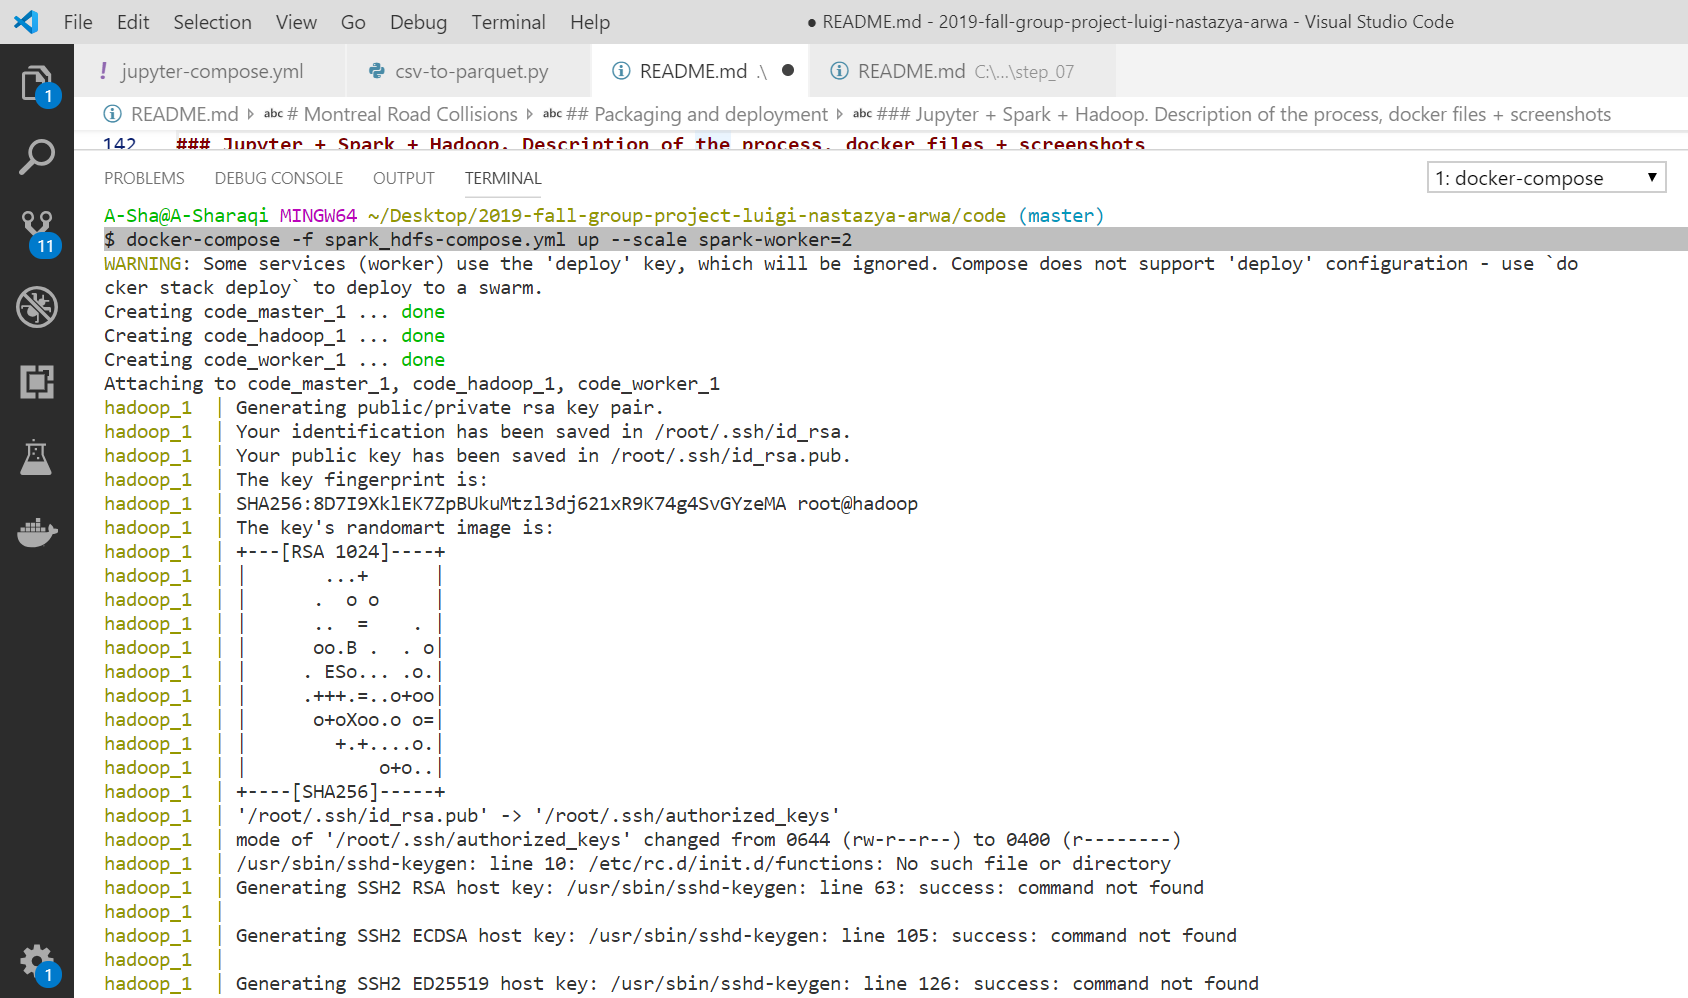 File Edit Selection View Go Debug Terminal Help ● README.md - 2019-fall-group-project-luigi-nastazya-arwa - Visual Studio Code
! jupyter-compose.yml csv-to-parquet.py README.md .\ ● README.md C:\...\step_07
README.md abc # Montreal Road Collisions abc ## Packaging and deployment abc ### Jupyter + Spark + Hadoop. Description of the process, docker files + screenshots
142 ### Jupyter + Spark + Hadoop. Description of the process, docker files + screenshots
PROBLEMS DEBUG CONSOLE OUTPUT TERMINAL 1: docker-compose
A-Sha@A-Sharaqi MINGW64 ~/Desktop/2019-fall-group-project-luigi-nastazya-arwa/code (master)
$ docker-compose -f spark_hdfs-compose.yml up --scale spark-worker=2
WARNING: Some services (worker) use the 'deploy' key, which will be ignored. Compose does not support 'deploy' configuration - use `do
cker stack deploy` to deploy to a swarm.
Creating code_master_1 ... done
Creating code_hadoop_1 ... done
Creating code_worker_1 ... done
Attaching to code_master_1, code_hadoop_1, code_worker_1
hadoop_1  | Generating public/private rsa key pair.
hadoop_1  | Your identification has been saved in /root/.ssh/id_rsa.
hadoop_1  | Your public key has been saved in /root/.ssh/id_rsa.pub.
hadoop_1  | The key fingerprint is:
hadoop_1  | SHA256:8D7I9XklEK7ZpBUkuMtzl3dj621xR9K74g4SvGYzeMA root@hadoop
hadoop_1  | The key's randomart image is:
hadoop_1  | +---[RSA 1024]----+
hadoop_1  | |       ...+      |
hadoop_1  | |      .  o o     |
hadoop_1  | |      ..  =    . |
hadoop_1  | |      oo.B .  . o|
hadoop_1  | |     . ESo... .o.|
hadoop_1  | |     .+++.=..o+oo|
hadoop_1  | |      o+oXoo.o o=|
hadoop_1  | |        +.+....o.|
hadoop_1  | |            o+o..|
hadoop_1  | +----[SHA256]-----+
hadoop_1  | '/root/.ssh/id_rsa.pub' -> '/root/.ssh/authorized_keys'
hadoop_1  | mode of '/root/.ssh/authorized_keys' changed from 0644 (rw-r--r--) to 0400 (r--------)
hadoop_1  | /usr/sbin/sshd-keygen: line 10: /etc/rc.d/init.d/functions: No such file or directory
hadoop_1  | Generating SSH2 RSA host key: /usr/sbin/sshd-keygen: line 63: success: command not found
hadoop_1  |
hadoop_1  | Generating SSH2 ECDSA host key: /usr/sbin/sshd-keygen: line 105: success: command not found
hadoop_1  |
hadoop_1  | Generating SSH2 ED25519 host key: /usr/sbin/sshd-keygen: line 126: success: command not found
1
11
1